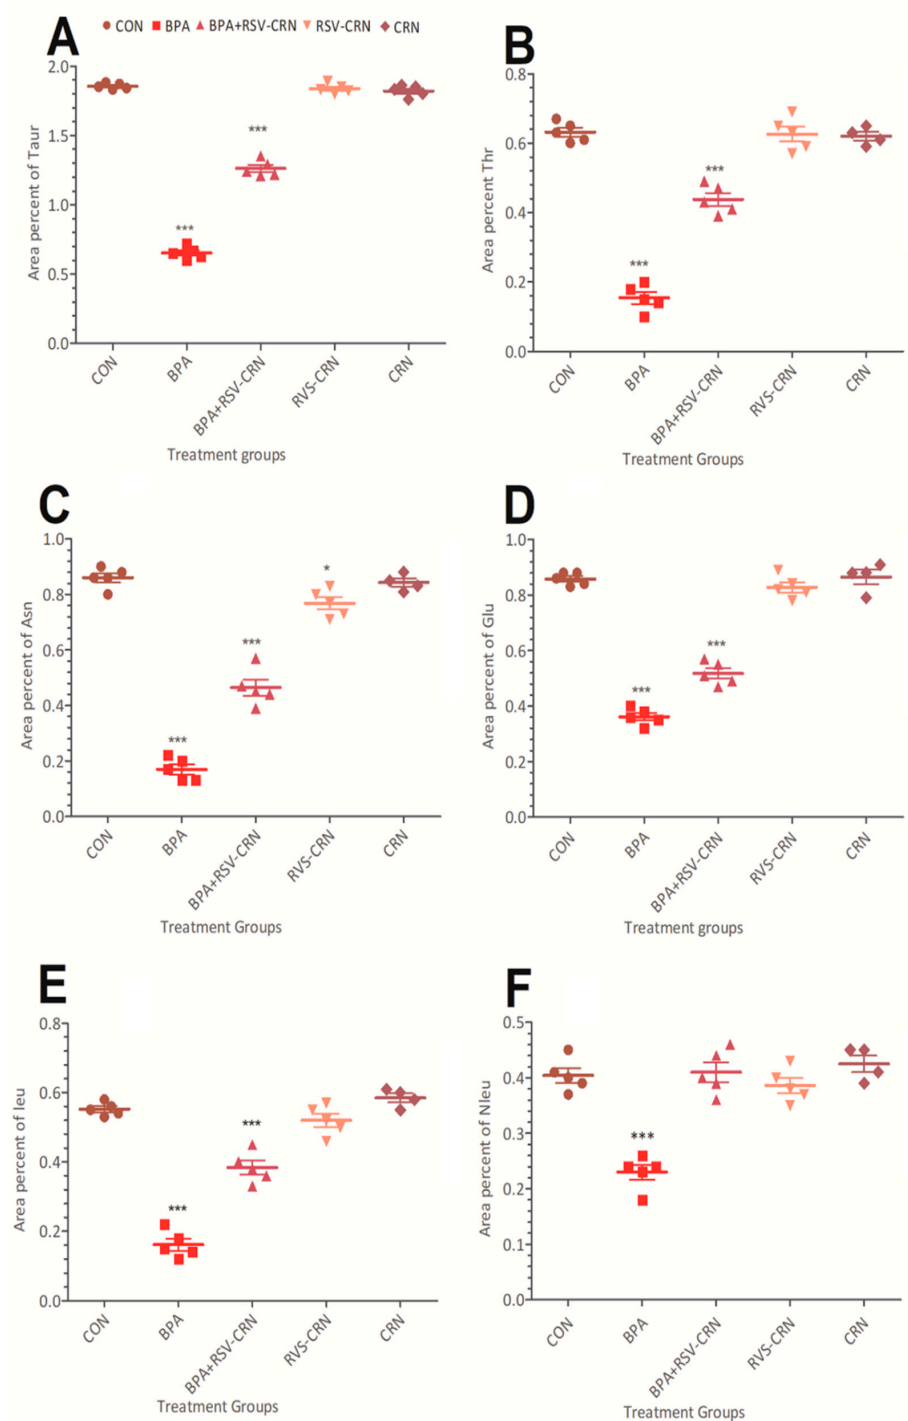 A
CON BPA BPA+RSV-CRN RSV-CRN CRN
Area percent of Taur
2.0
1.5
1.0
0.5
0.0
***
***
CON
BPA
BPA+RSV-CRN
RVS-CRN
CRN
Treatment groups
B
Area percent Thr
0.8
0.6
0.4
0.2
0.0
***
***
CON
BPA
BPA+RSV-CRN
RVS-CRN
CRN
Treatment Groups
C
Area percent of Asn
1.0
0.8
0.6
0.4
0.2
0.0
***
***
*
CON
BPA
BPA+RSV-CRN
RVS-CRN
CRN
Treatment Groups
D
Area percent of Glu
1.0
0.8
0.6
0.4
0.2
0.0
***
***
CON
BPA
BPA+RSV-CRN
RVS-CRN
CRN
Treatment groups
E
Area percent of leu
0.8
0.6
0.4
0.2
0.0
***
***
CON
BPA
BPA+RSV-CRN
RVS-CRN
CRN
Treatment Groups
F
Area percent of Nleu
0.5
0.4
0.3
0.2
0.1
0.0
***
CON
BPA
BPA+RSV-CRN
RVS-CRN
CRN
Treatment Groups